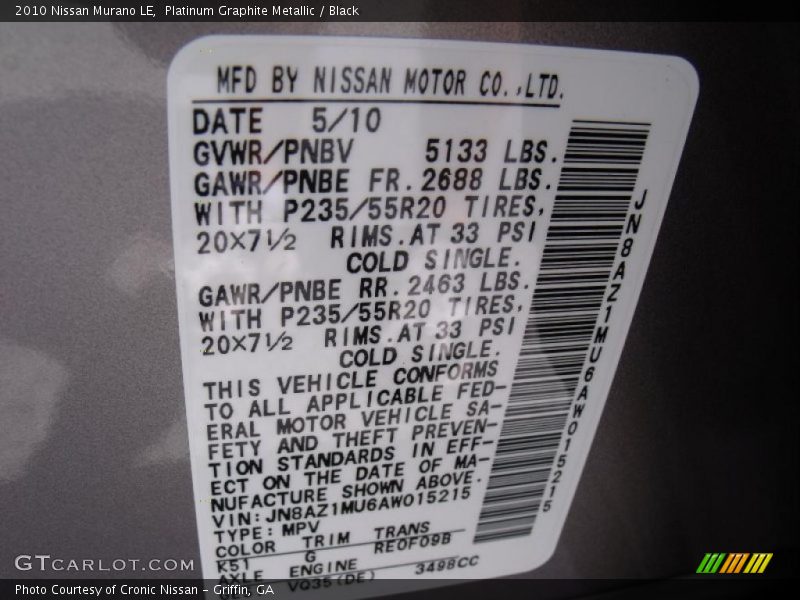 2010 Nissan Murano LE, Platinum Graphite Metallic / Black
MFD BY NISSAN MOTOR CO.,LTD.
DATE 5/10
GVWR/PNBV 5133 LBS.
GAWR/PNBE FR. 2688 LBS.
WITH P235/55R20 TIRES,
20×7½ RIMS. AT 33 PSI
COLD SINGLE.
GAWR/PNBE RR. 2463 LBS.
WITH P235/55R20 TIRES,
20×7½ RIMS. AT 33 PSI
COLD SINGLE.
THIS VEHICLE CONFORMS
TO ALL APPLICABLE FED-
ERAL MOTOR VEHICLE SA-
FETY AND THEFT PREVEN-
TION STANDARDS IN EFF-
ECT ON THE DATE OF MA-
NUFACTURE SHOWN ABOVE.
VIN: JN8AZ1MU6AW015215
TYPE: MPV
COLOR TRIM TRANS
K51 G RE0F09B
AXLE ENGINE
VQ35(DE) 3498CC
JN8AZ1MU6AW015215
GTCARLOT.COM
Photo Courtesy of Cronic Nissan - Griffin, GA